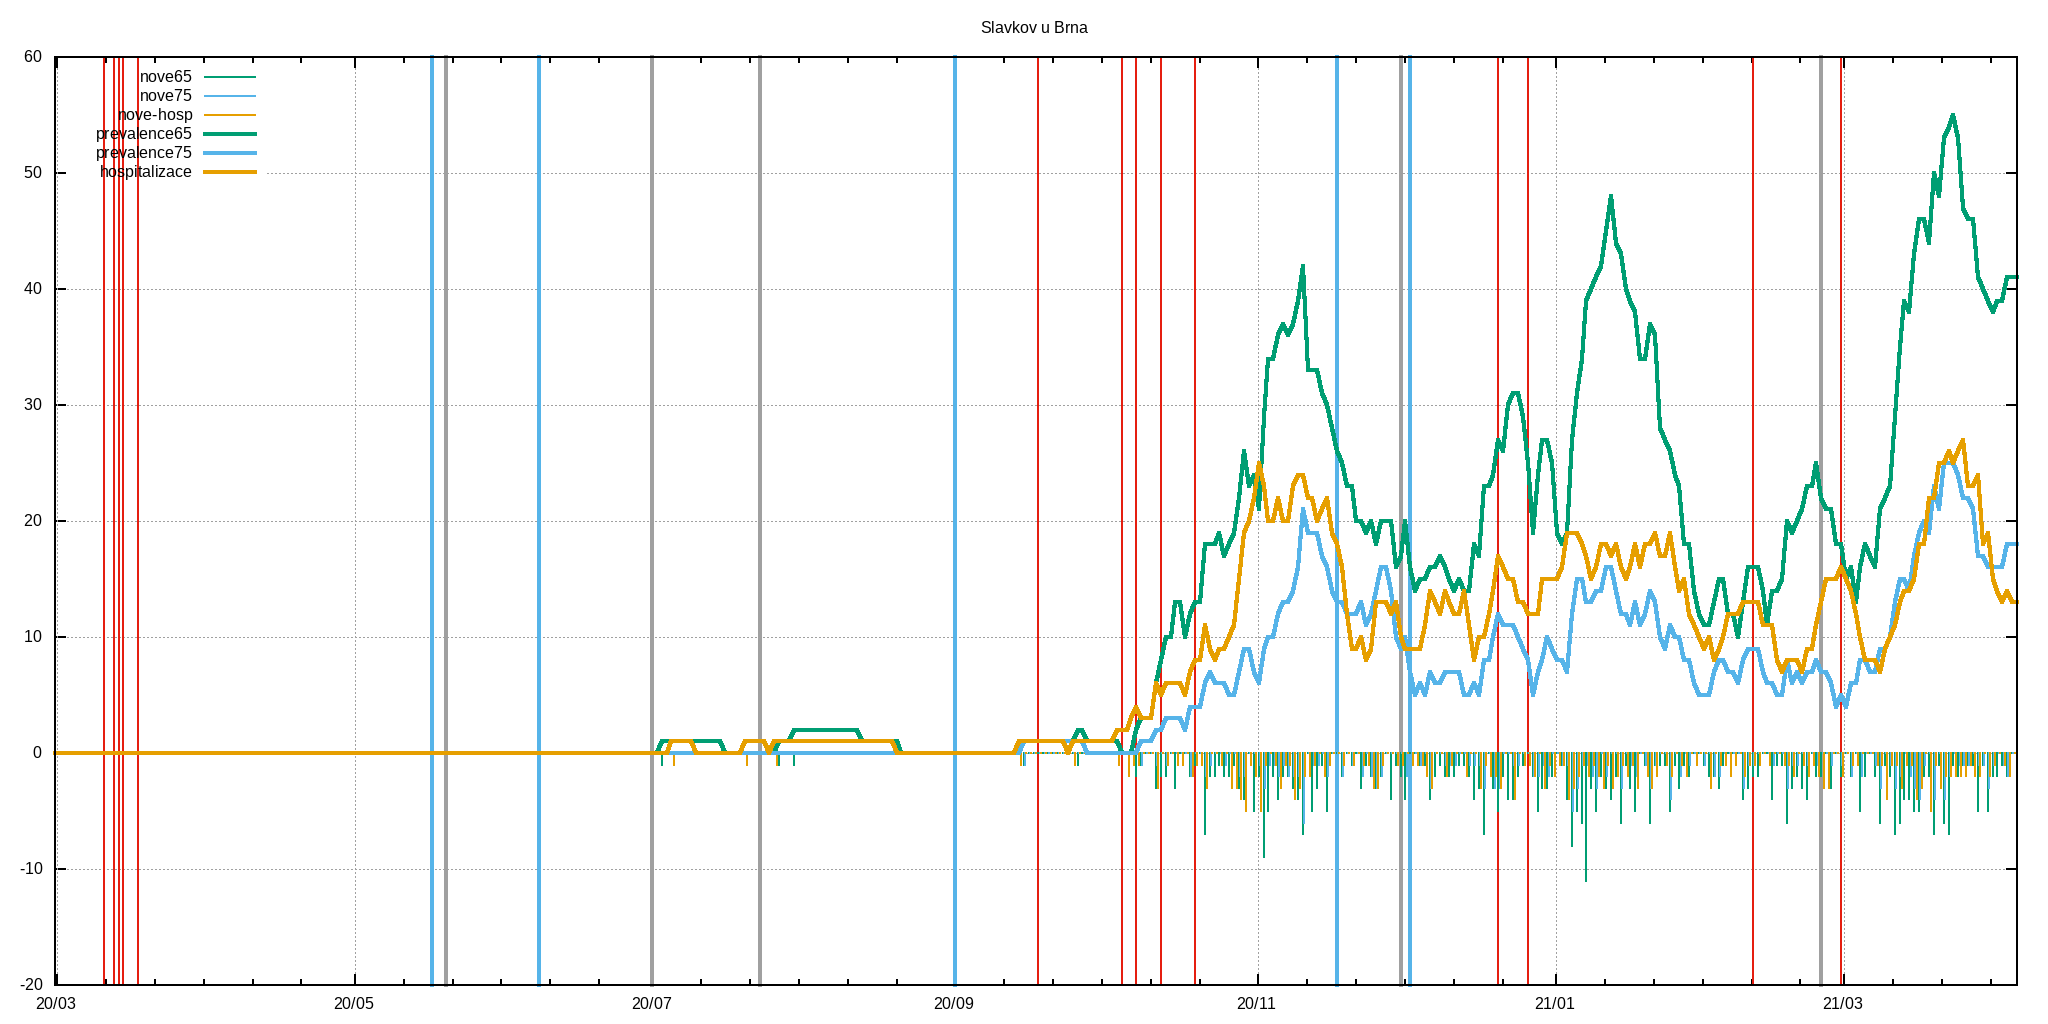 Slavkov u Brna
60
50
40
30
20
10
0
-10
-20
nove65
nove75
nove-hosp
prevalence65
prevalence75
hospitalizace
20/03 20/05 20/07 20/09 20/11 21/01 21/03